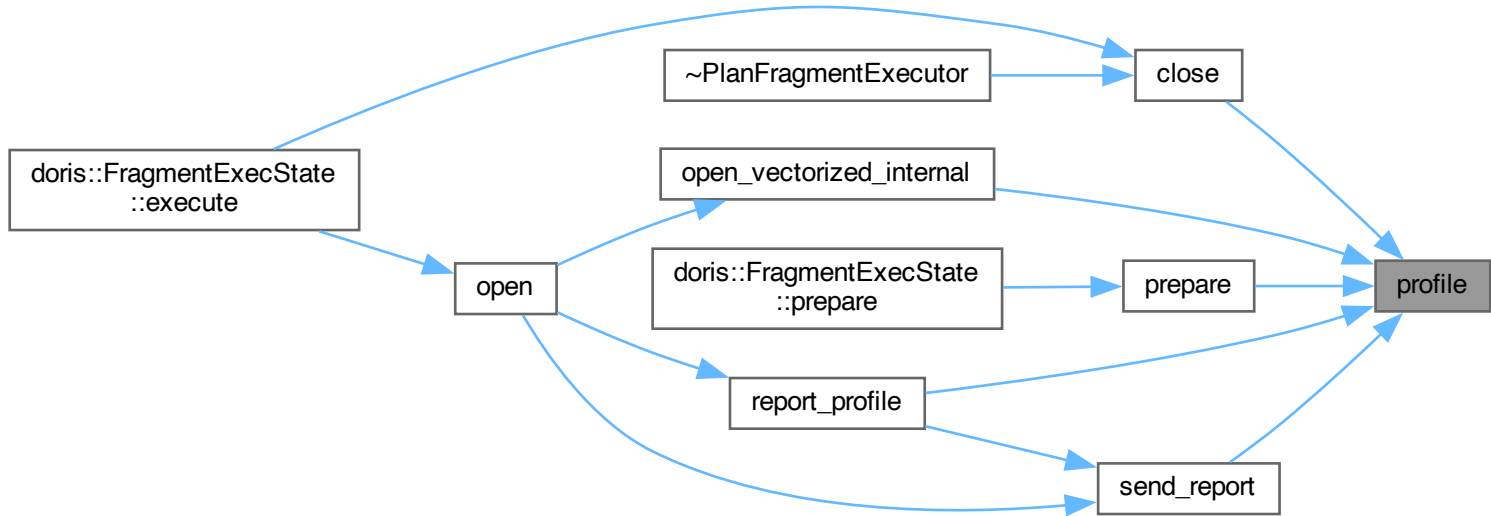 ~PlanFragmentExecutor
close
doris::FragmentExecState
::execute
open_vectorized_internal
doris::FragmentExecState
::prepare
prepare
profile
open
report_profile
send_report